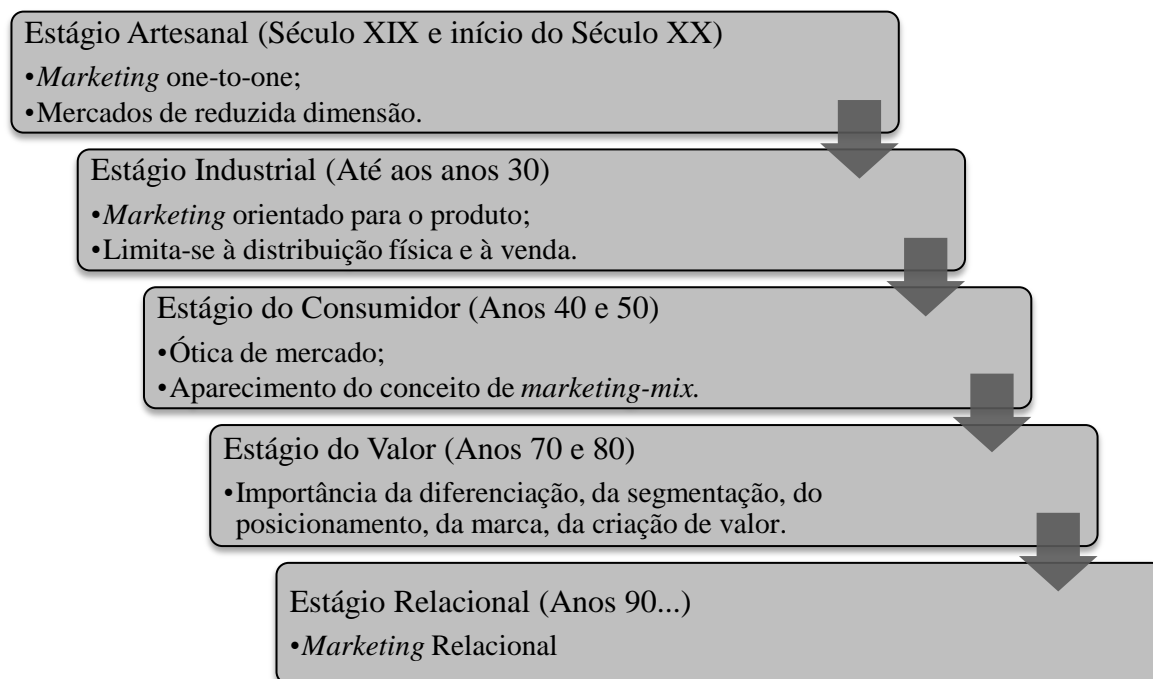 Estágio Artesanal (Século XIX e início do Século XX)
•Marketing one-to-one;
•Mercados de reduzida dimensão.
Estágio Industrial (Até aos anos 30)
•Marketing orientado para o produto;
•Limita-se à distribuição física e à venda.
Estágio do Consumidor (Anos 40 e 50)
•Ótica de mercado;
•Aparecimento do conceito de marketing-mix.
Estágio do Valor (Anos 70 e 80)
•Importância da diferenciação, da segmentação, do
posicionamento, da marca, da criação de valor.
Estágio Relacional (Anos 90...)
•Marketing Relacional